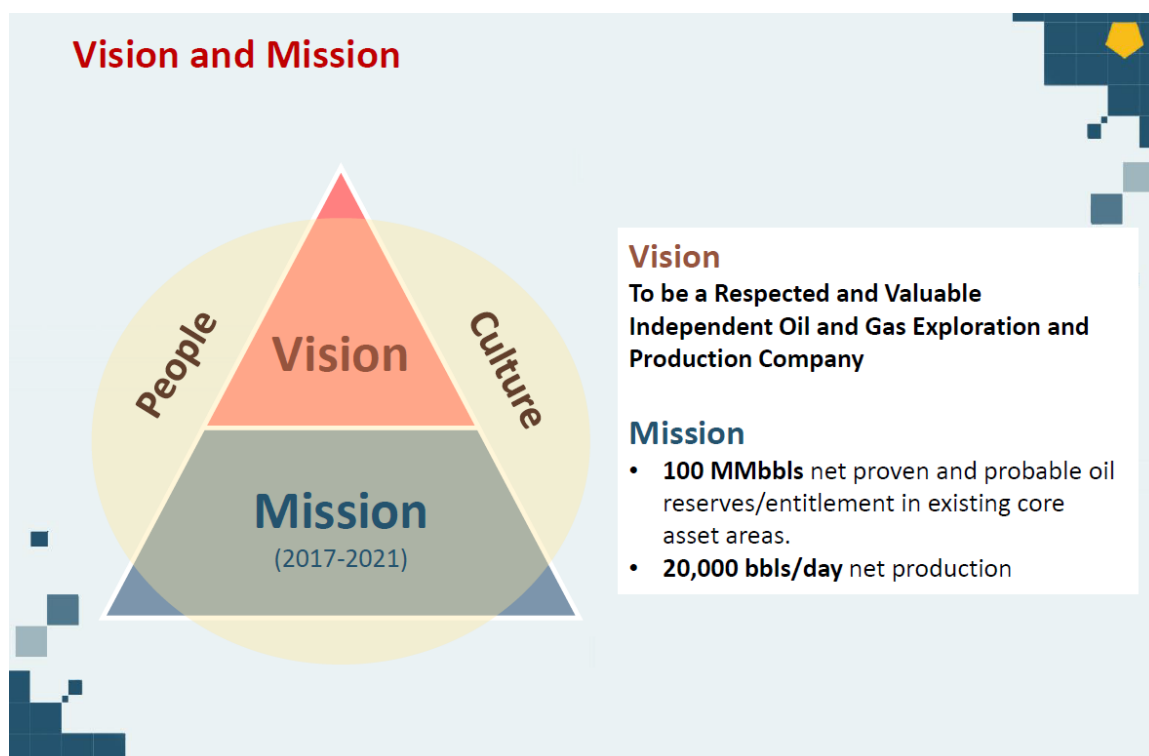 Vision and Mission
People
Culture
Vision
Mission
(2017-2021)
Vision
To be a Respected and Valuable
Independent Oil and Gas Exploration and
Production Company
Mission
• 100 MMbbls net proven and probable oil
reserves/entitlement in existing core
asset areas.
• 20,000 bbls/day net production